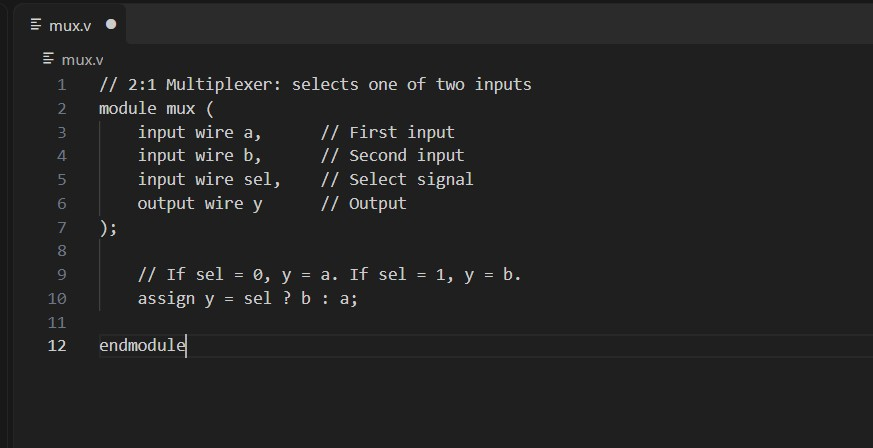 mux.v
mux.v
1 // 2:1 Multiplexer: selects one of two inputs
2 module mux (
3     input wire a,      // First input
4     input wire b,      // Second input
5     input wire sel,    // Select signal
6     output wire y      // Output
7 );
8
9     // If sel = 0, y = a. If sel = 1, y = b.
10     assign y = sel ? b : a;
11
12 endmodule